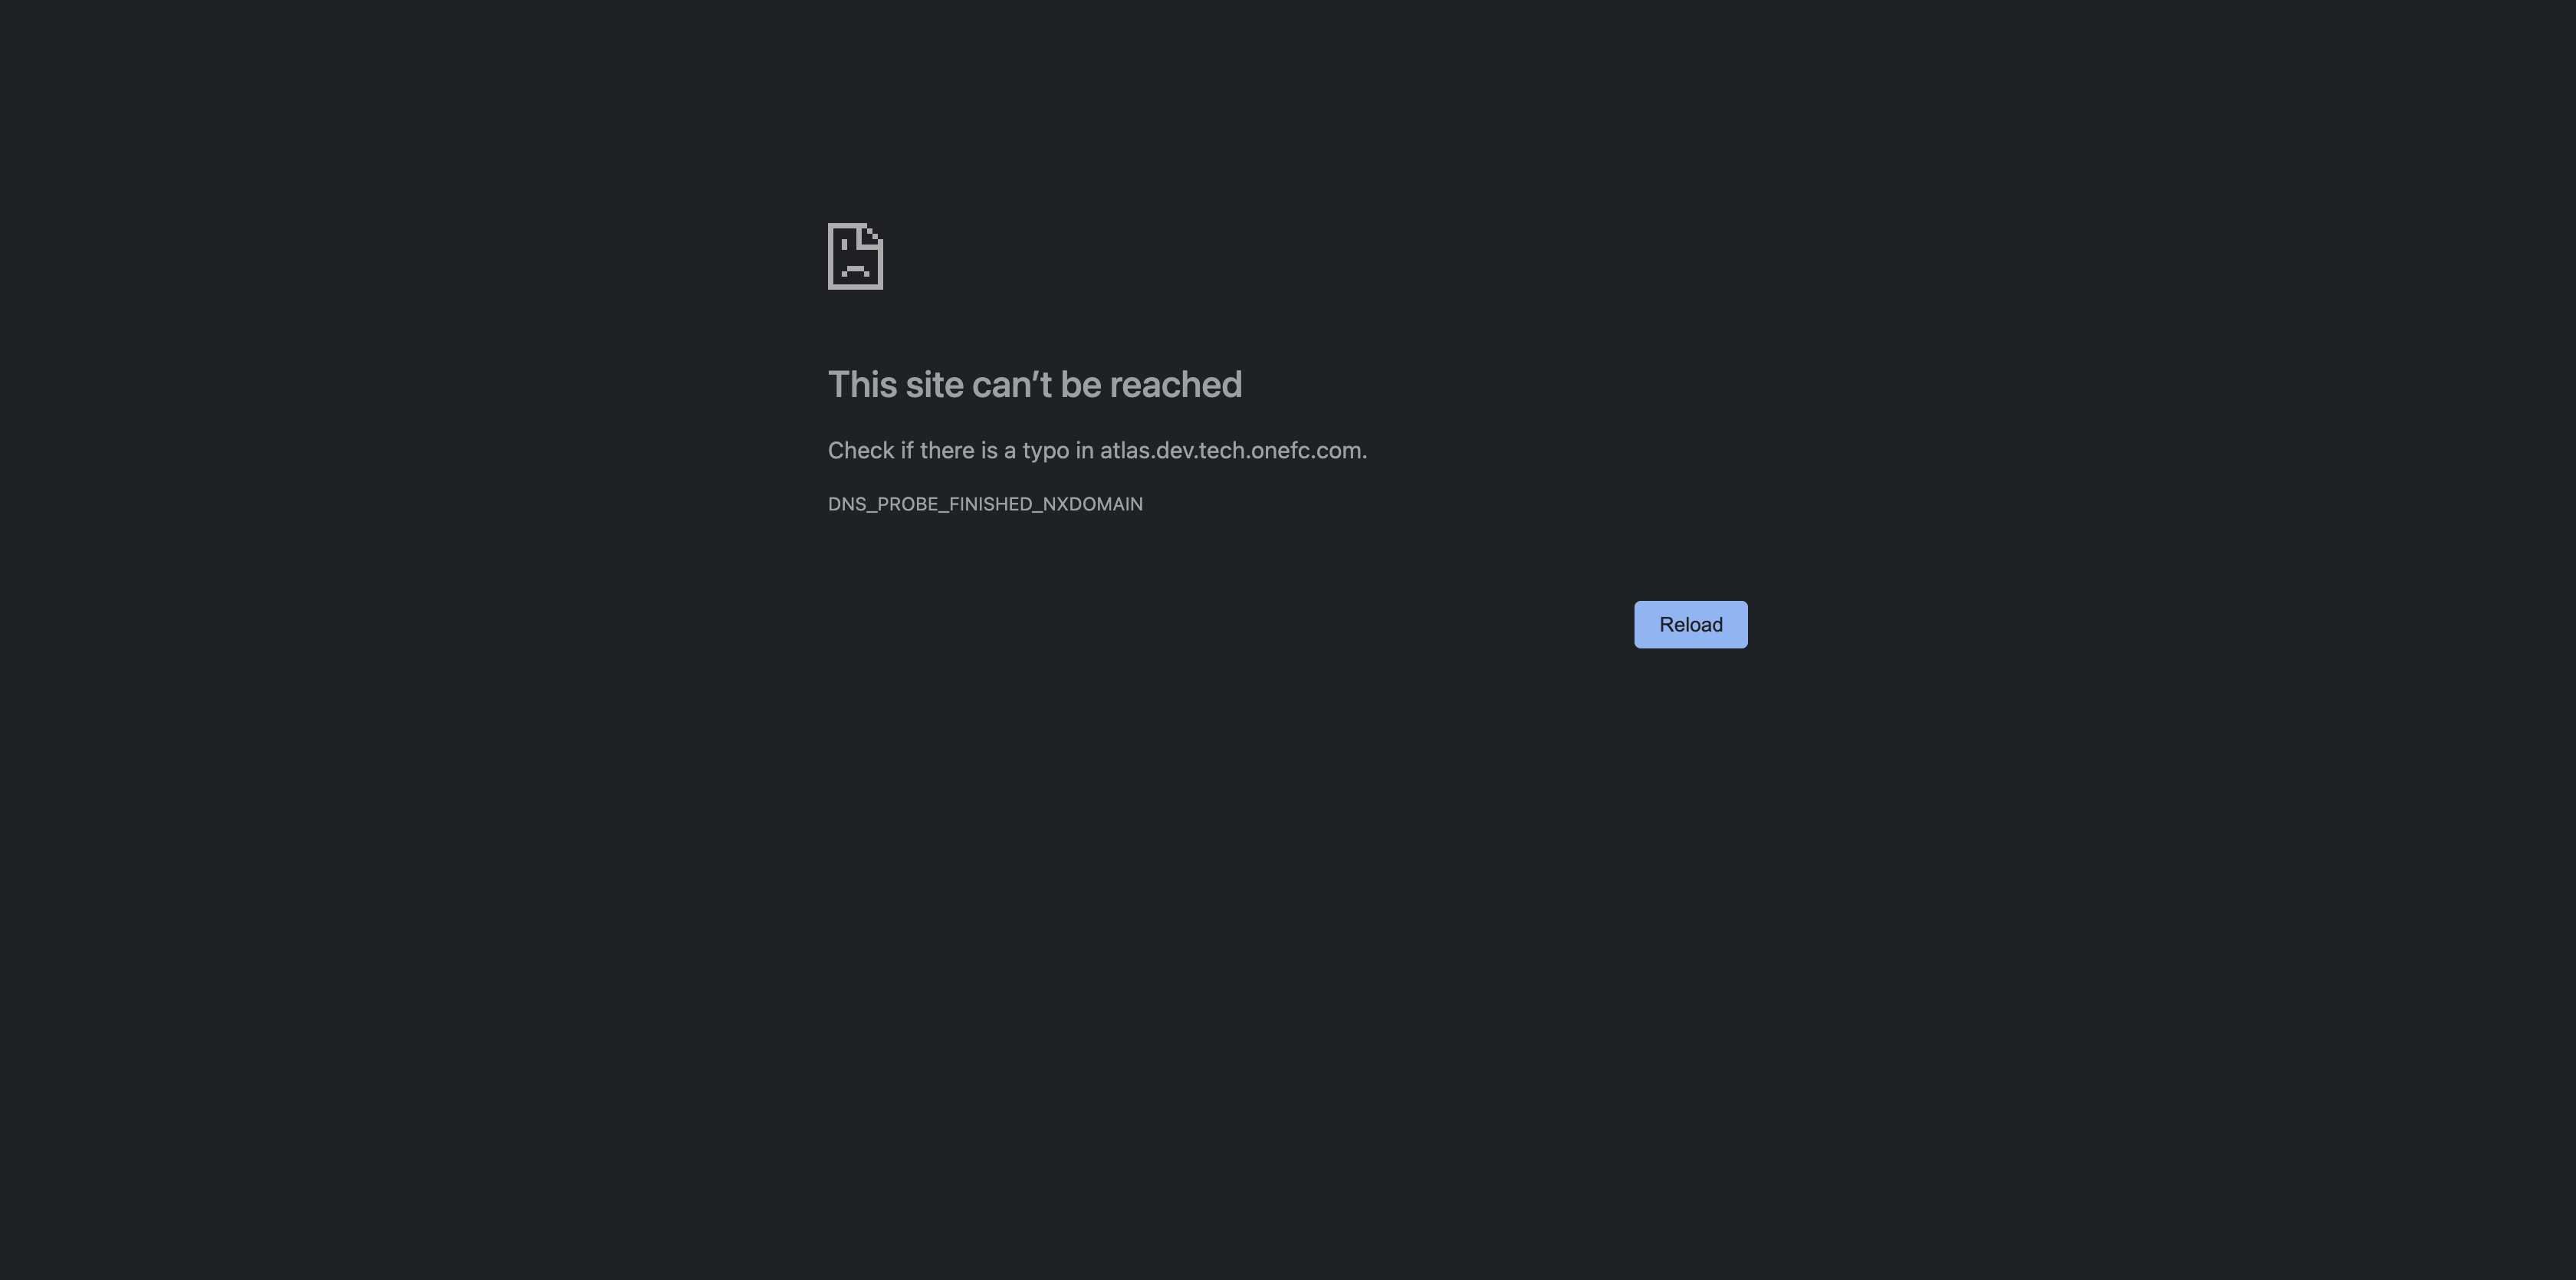 This site can’t be reached
Check if there is a typo in atlas.dev.tech.onefc.com.
DNS_PROBE_FINISHED_NXDOMAIN
Reload